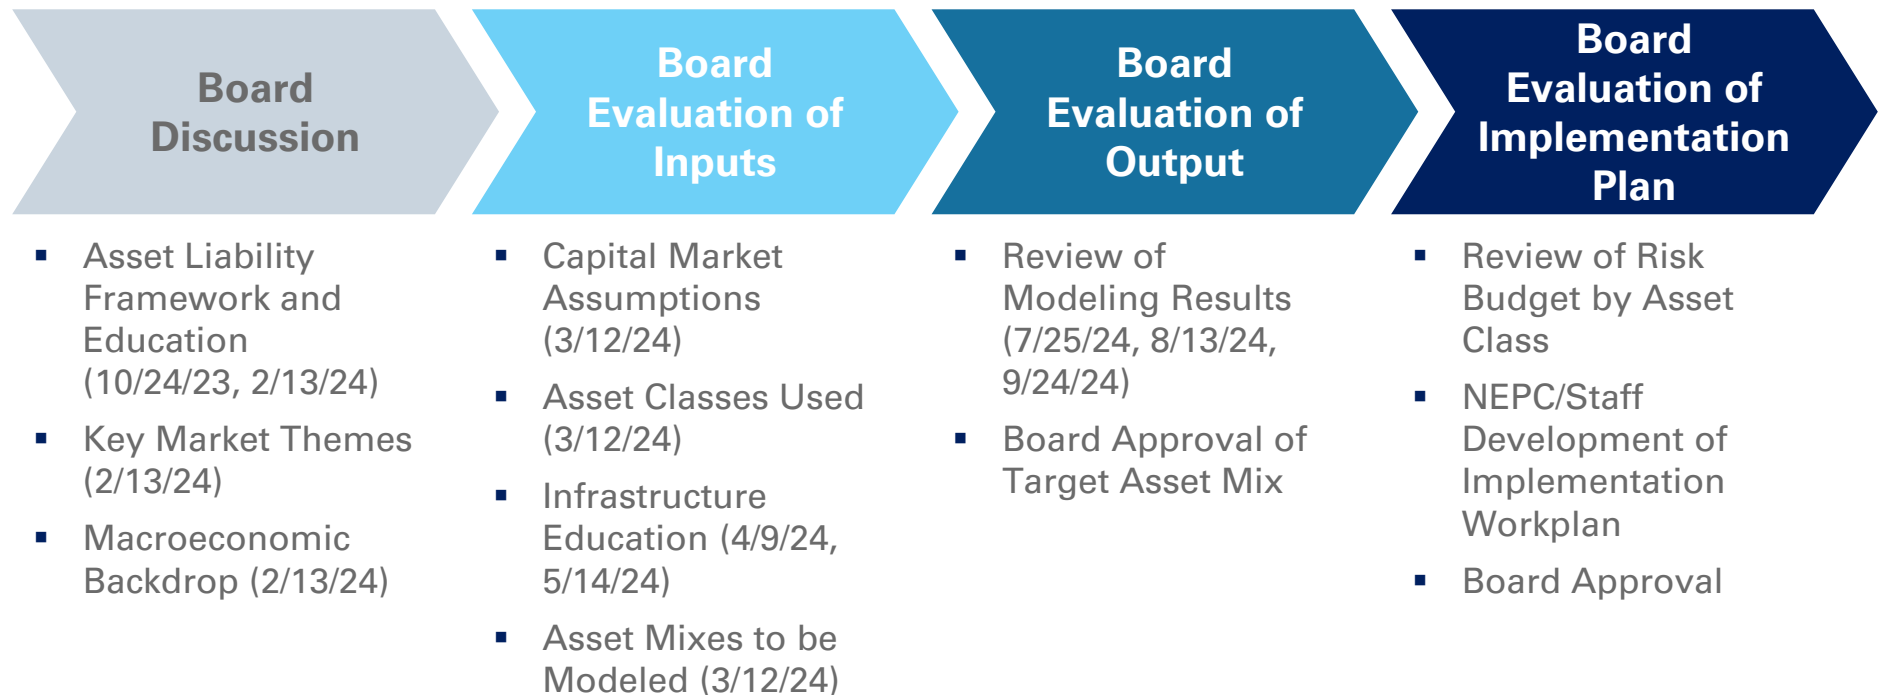 Board
Discussion
Board
Evaluation of
Inputs
Board
Evaluation of
Output
Board
Evaluation of
Implementation
Plan
▪ Asset Liability
Framework and
Education
(10/24/23, 2/13/24)
▪ Key Market Themes
(2/13/24)
▪ Macroeconomic
Backdrop (2/13/24)
▪ Capital Market
Assumptions
(3/12/24)
▪ Asset Classes Used
(3/12/24)
▪ Infrastructure
Education (4/9/24,
5/14/24)
▪ Asset Mixes to be
Modeled (3/12/24)
▪ Review of
Modeling Results
(7/25/24, 8/13/24,
9/24/24)
▪ Board Approval of
Target Asset Mix
▪ Review of Risk
Budget by Asset
Class
▪ NEPC/Staff
Development of
Implementation
Workplan
▪ Board Approval